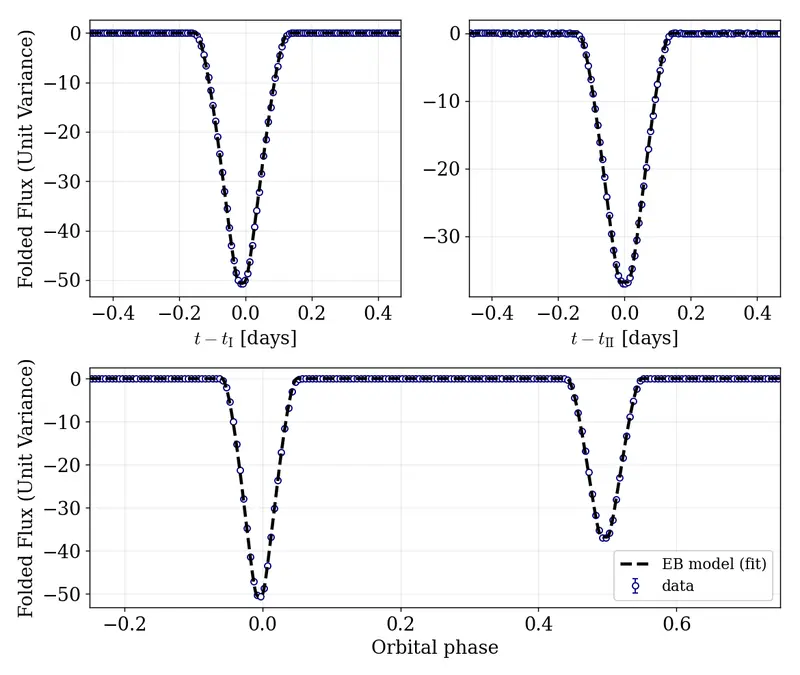 Folded Flux (Unit Variance)
0
−10
−20
−30
−40
−50
−0.4 −0.2 0.0 0.2 0.4
t − tI [days]
0
−10
−20
−30
−0.4 −0.2 0.0 0.2 0.4
t − tII [days]
Folded Flux (Unit Variance)
0
−10
−20
−30
−40
−50
EB model (fit)
data
−0.2 0.0 0.2 0.4 0.6
Orbital phase